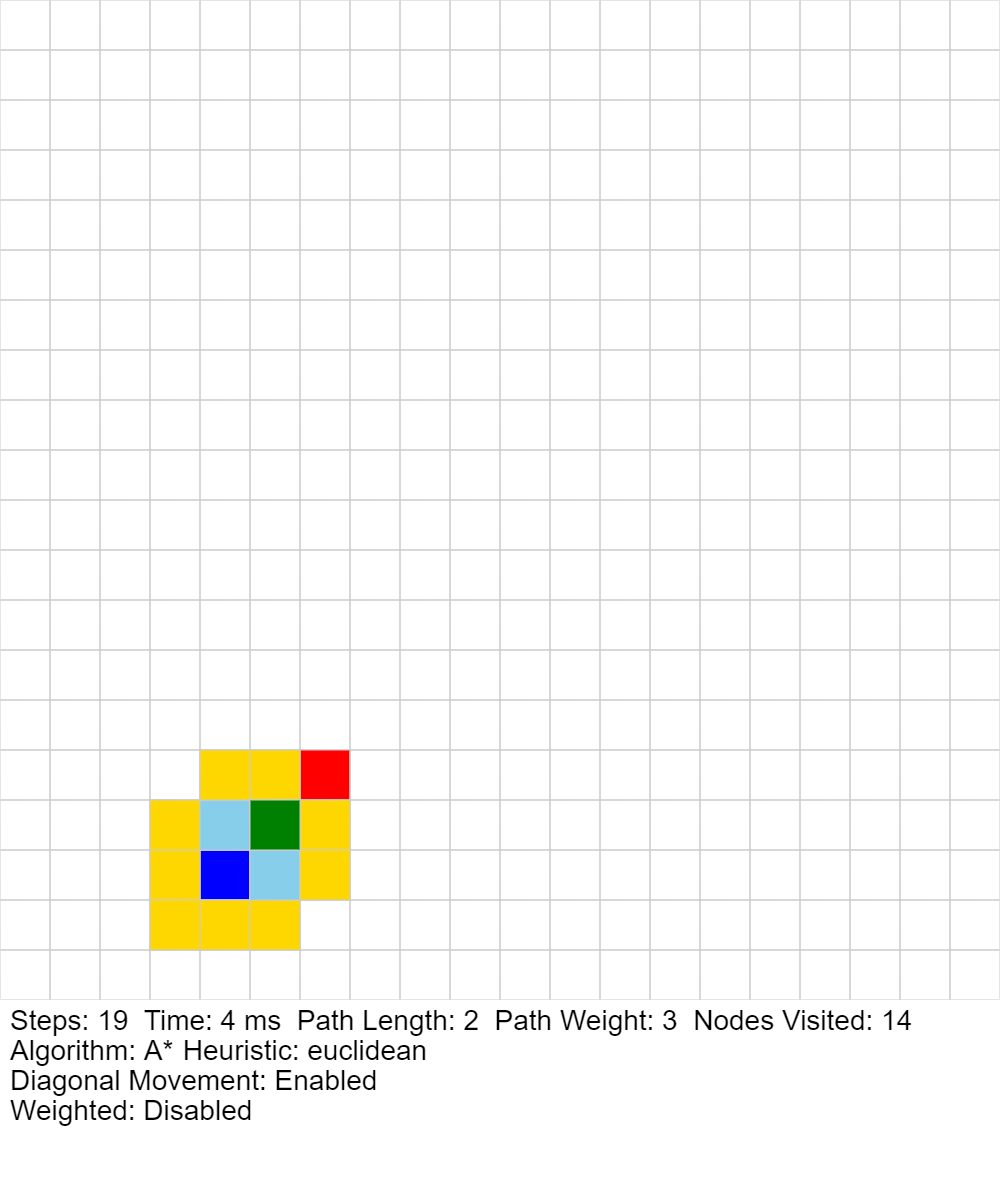 Steps: 19  Time: 4 ms  Path Length: 2  Path Weight: 3  Nodes Visited: 14
Algorithm: A* Heuristic: euclidean
Diagonal Movement: Enabled
Weighted: Disabled